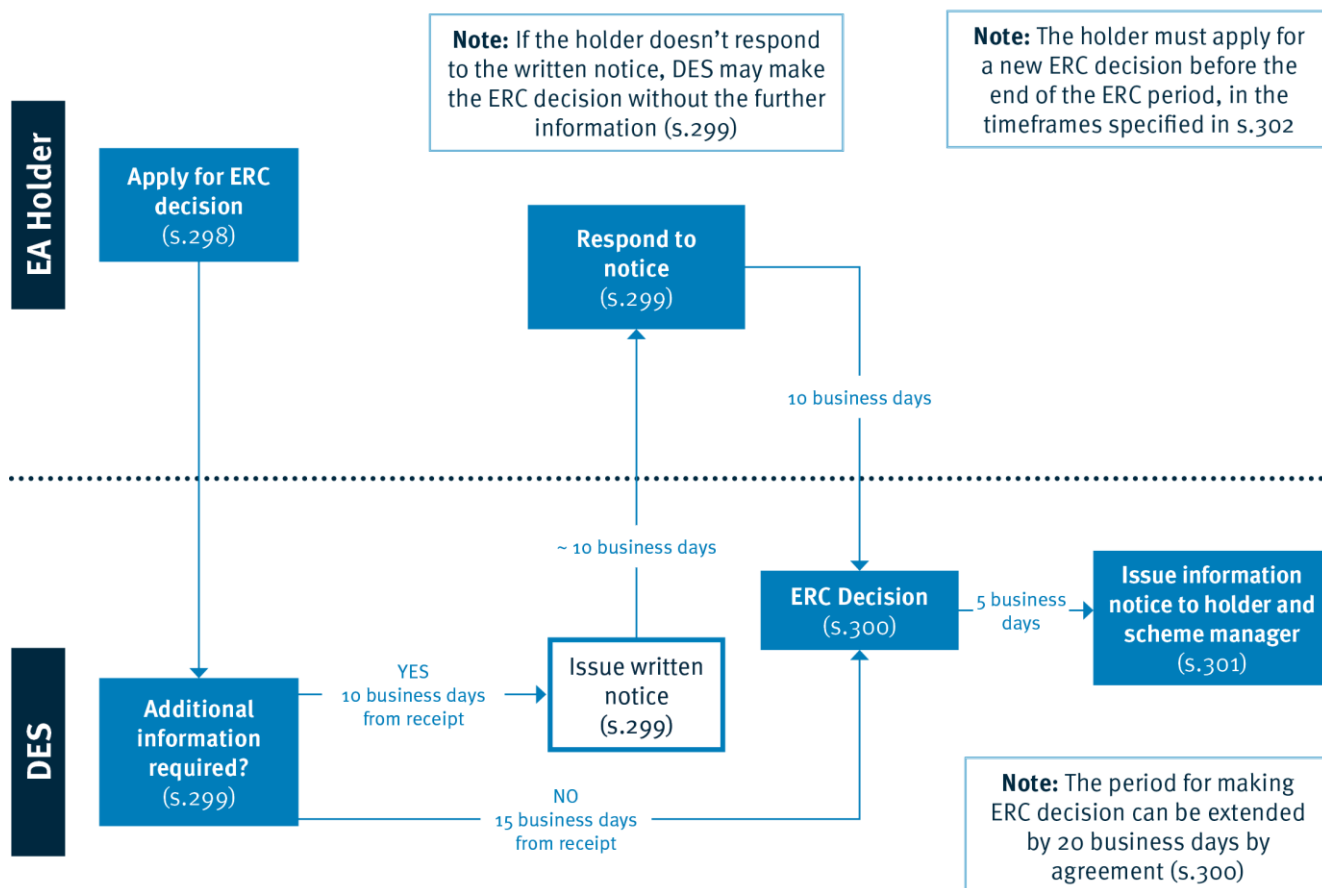 EA Holder
Note: If the holder doesn’t respond
to the written notice, DES may make
the ERC decision without the further
information (s.299)
Note: The holder must apply for
a new ERC decision before the
end of the ERC period, in the
timeframes specified in s.302
Apply for ERC
decision
(s.298)
Respond to
notice
(s.299)
10 business days
~ 10 business days
DES
Additional
information
required?
(s.299)
YES
10 business days
from receipt
Issue written
notice
(s.299)
NO
15 business days
from receipt
ERC Decision
(s.300)
5 business
days
Issue information
notice to holder and
scheme manager
(s.301)
Note: The period for making
ERC decision can be extended
by 20 business days by
agreement (s.300)